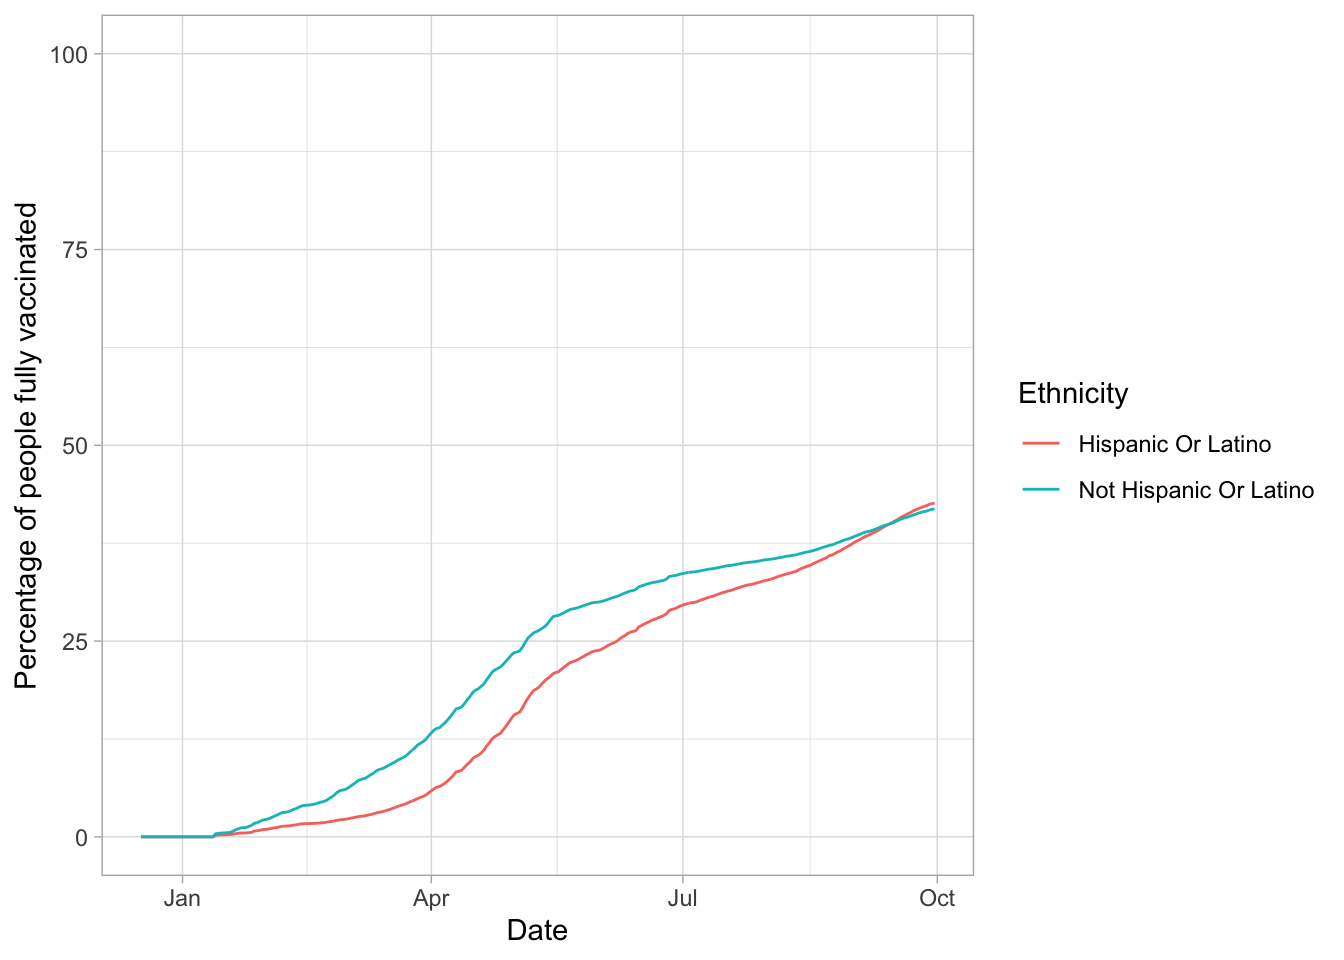 Percentage of people fully vaccinated
100
75
50
25
0
Jan
Apr
Jul
Oct
Date
Ethnicity
Hispanic Or Latino
Not Hispanic Or Latino